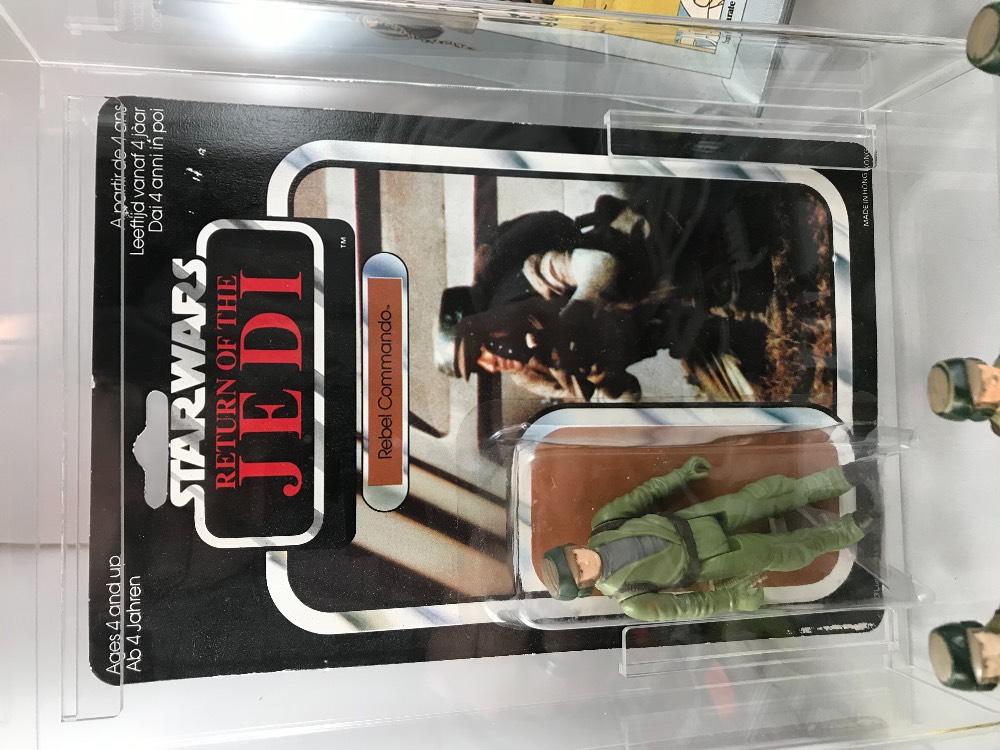 Ages 4 and up
Ab 4 Jahren
A partir de 4 ans
Leeftijd vanaf 4 jaar
Dai 4 anni in poi
STAR WARS
RETURN OF THE
JEDI
TM
Rebel Commando™
MADE IN HONG KONG